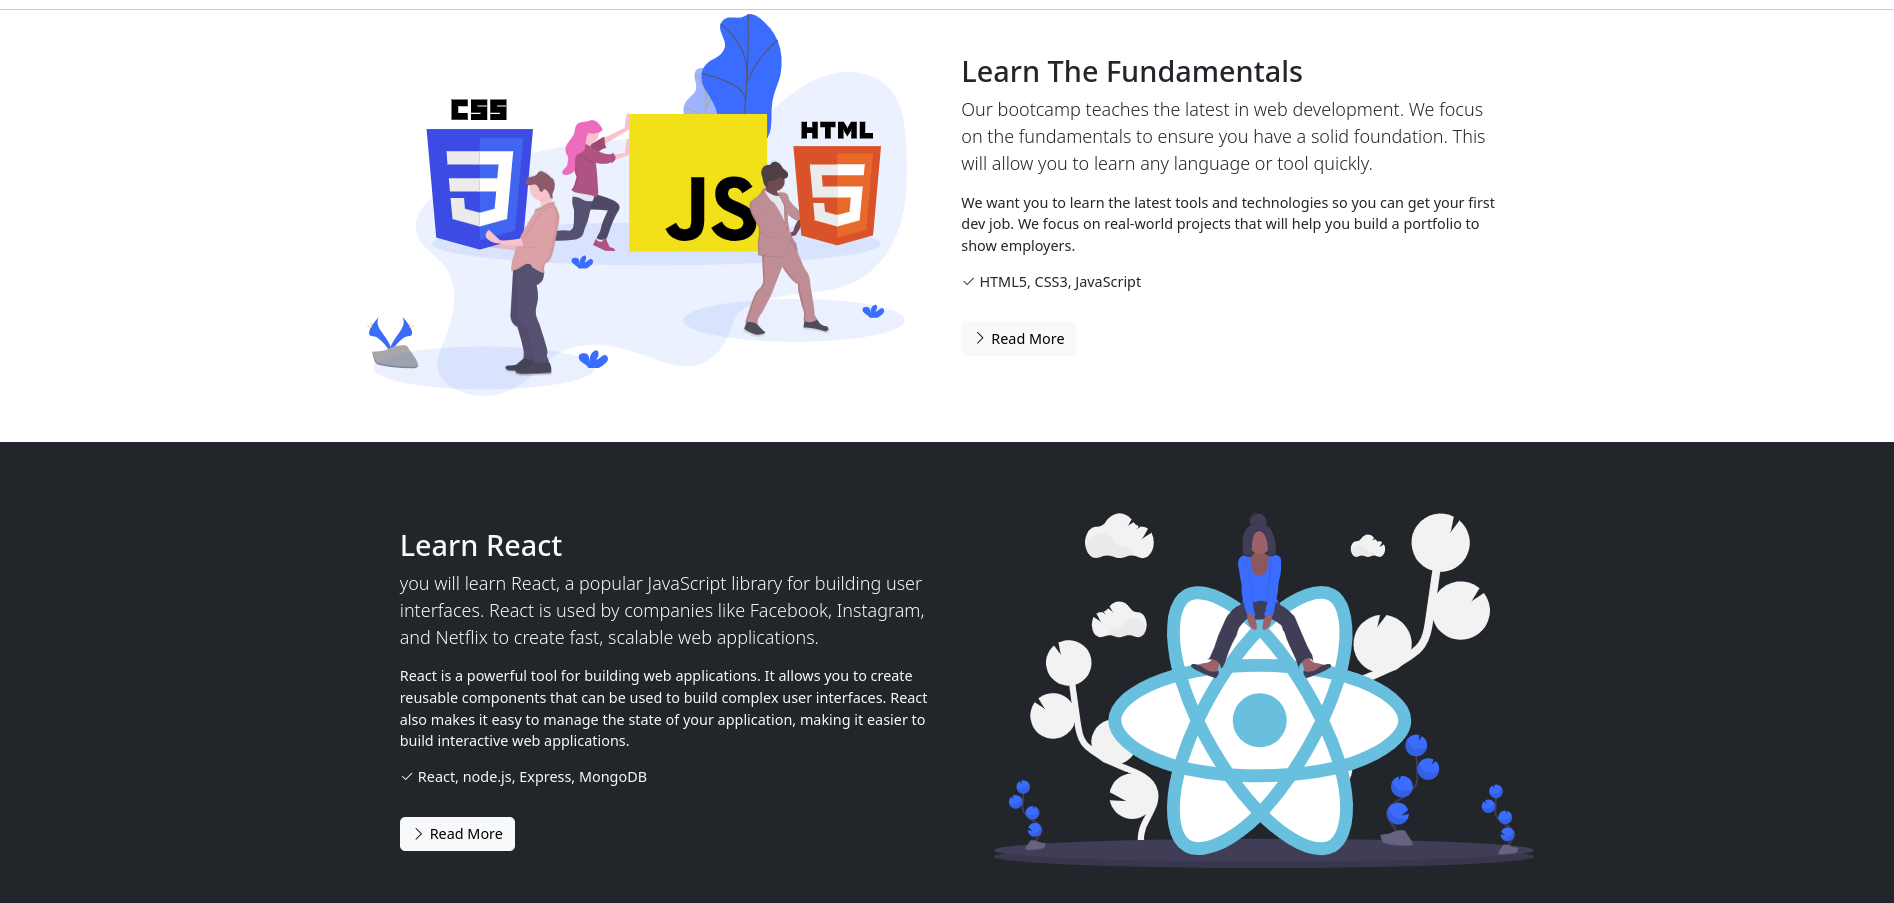 CSS
HTML
JS
Learn The Fundamentals
Our bootcamp teaches the latest in web development. We focus
on the fundamentals to ensure you have a solid foundation. This
will allow you to learn any language or tool quickly.
We want you to learn the latest tools and technologies so you can get your first
dev job. We focus on real-world projects that will help you build a portfolio to
show employers.
✓ HTML5, CSS3, JavaScript
> Read More
Learn React
you will learn React, a popular JavaScript library for building user
interfaces. React is used by companies like Facebook, Instagram,
and Netflix to create fast, scalable web applications.
React is a powerful tool for building web applications. It allows you to create
reusable components that can be used to build complex user interfaces. React
also makes it easy to manage the state of your application, making it easier to
build interactive web applications.
✓ React, node.js, Express, MongoDB
> Read More